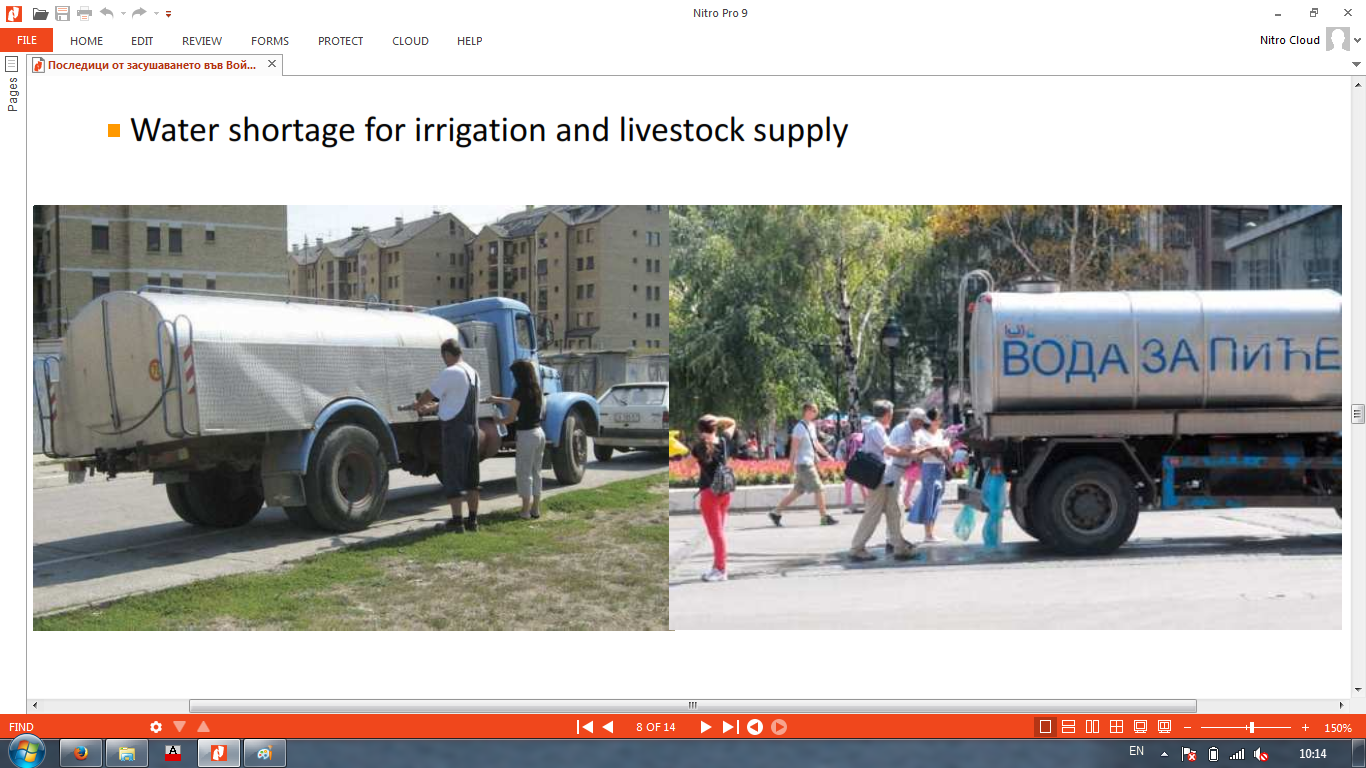 Nitro Pro 9
FILE HOME EDIT REVIEW FORMS PROTECT CLOUD HELP
Nitro Cloud
Последици от засушаването във Вой...
Pages
Water shortage for irrigation and livestock supply
ВОДА ЗА ПИЋЕ
FIND
8 OF 14
150%
EN
10:14